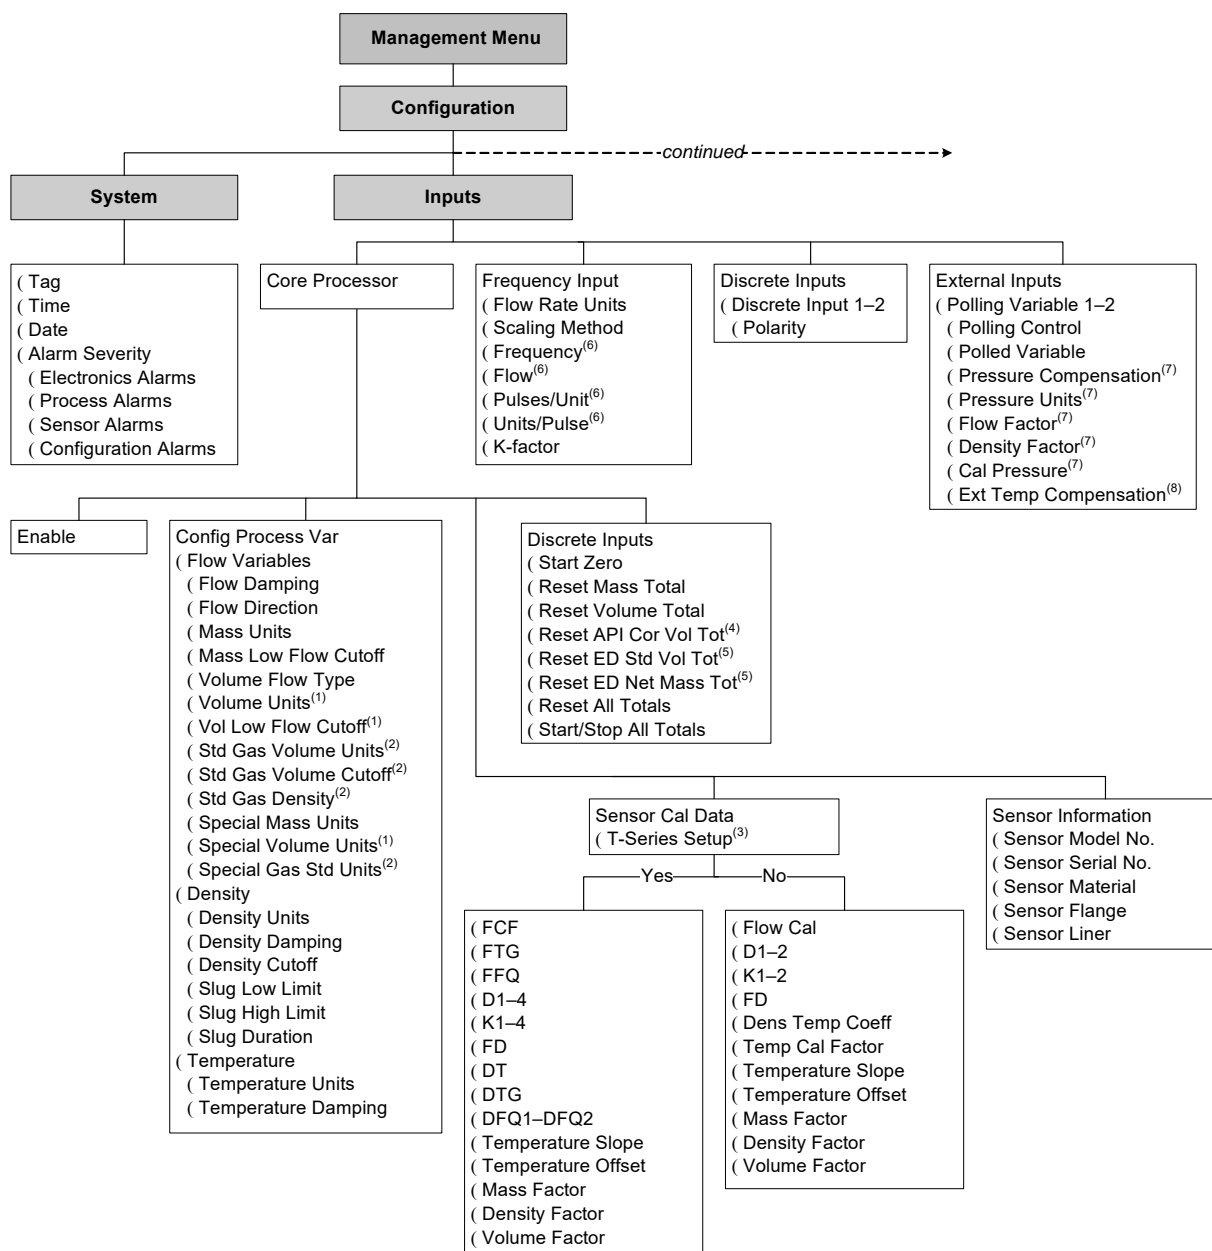 Management Menu
Configuration
continued
System
Inputs
( Tag
( Time
( Date
( Alarm Severity
( Electronics Alarms
( Process Alarms
( Sensor Alarms
( Configuration Alarms
Core Processor
Frequency Input
( Flow Rate Units
( Scaling Method
( Frequency(6)
( Flow(6)
( Pulses/Unit(6)
( Units/Pulse(6)
( K-factor
Discrete Inputs
( Discrete Input 1–2
( Polarity
External Inputs
( Polling Variable 1–2
( Polling Control
( Polled Variable
( Pressure Compensation(7)
( Pressure Units(7)
( Flow Factor(7)
( Density Factor(7)
( Cal Pressure(7)
( Ext Temp Compensation(8)
Enable
Config Process Var
( Flow Variables
( Flow Damping
( Flow Direction
( Mass Units
( Mass Low Flow Cutoff
( Volume Flow Type
( Volume Units(1)
( Vol Low Flow Cutoff(1)
( Std Gas Volume Units(2)
( Std Gas Volume Cutoff(2)
( Std Gas Density(2)
( Special Mass Units
( Special Volume Units(1)
( Special Gas Std Units(2)
( Density
( Density Units
( Density Damping
( Density Cutoff
( Slug Low Limit
( Slug High Limit
( Slug Duration
( Temperature
( Temperature Units
( Temperature Damping
Discrete Inputs
( Start Zero
( Reset Mass Total
( Reset Volume Total
( Reset API Cor Vol Tot(4)
( Reset ED Std Vol Tot(5)
( Reset ED Net Mass Tot(5)
( Reset All Totals
( Start/Stop All Totals
Sensor Cal Data
( T-Series Setup(3)
Yes
No
( FCF
( FTG
( FFQ
( D1–4
( K1–4
( FD
( DT
( DTG
( DFQ1–DFQ2
( Temperature Slope
( Temperature Offset
( Mass Factor
( Density Factor
( Volume Factor
( Flow Cal
( D1–2
( K1–2
( FD
( Dens Temp Coeff
( Temp Cal Factor
( Temperature Slope
( Temperature Offset
( Mass Factor
( Density Factor
( Volume Factor
Sensor Information
( Sensor Model No.
( Sensor Serial No.
( Sensor Material
( Sensor Flange
( Sensor Liner